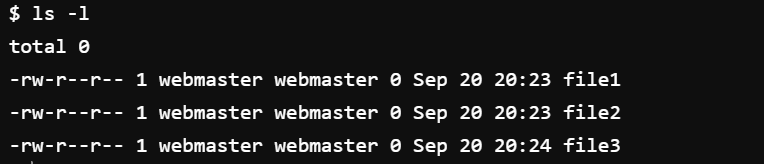 $ ls -l
total 0
-rw-r--r-- 1 webmaster webmaster 0 Sep 20 20:23 file1
-rw-r--r-- 1 webmaster webmaster 0 Sep 20 20:23 file2
-rw-r--r-- 1 webmaster webmaster 0 Sep 20 20:24 file3